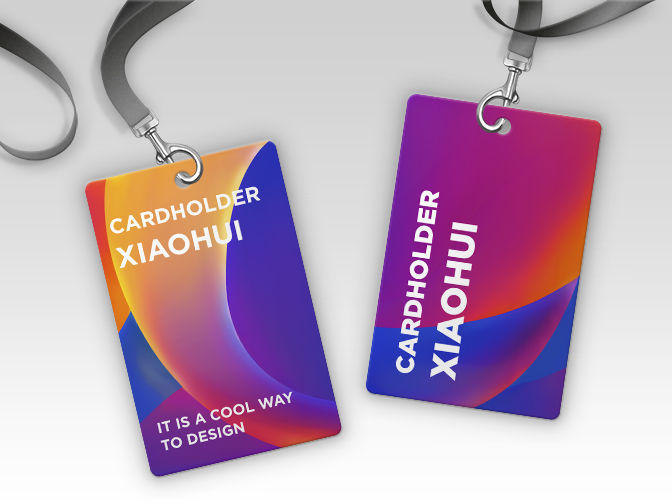 CARDHOLDER
XIAOHUI
IT IS A COOL WAY
TO DESIGN
CARDHOLDER
XIAOHUI